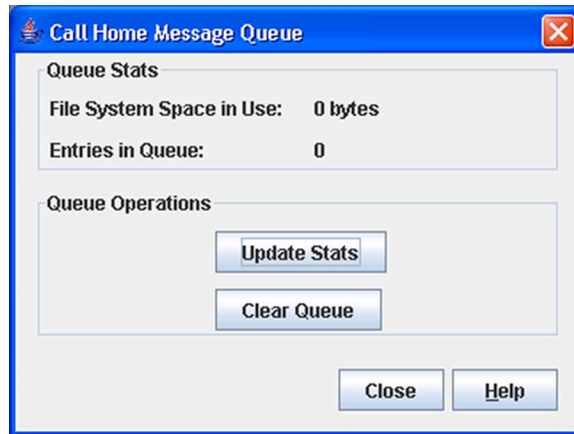 Call Home Message Queue
Queue Stats
File System Space in Use: 0 bytes
Entries in Queue: 0
Queue Operations
Update Stats
Clear Queue
Close Help